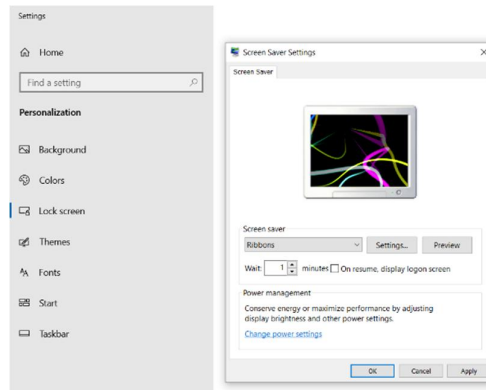 Settings
Home
Find a setting
Personalization
Background
Colors
Lock screen
Themes
Fonts
Start
Taskbar
Screen Saver Settings
Screen Saver
Screen saver
Ribbons
Settings...
Preview
Wait: 1 minutes On resume, display logon screen
Power management
Conserve energy or maximize performance by adjusting
display brightness and other power settings.
Change power settings
OK
Cancel
Apply